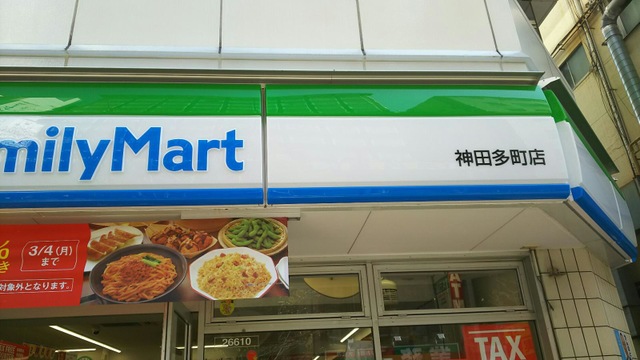 milyMart
神田多町店
3/4(月)
まで
対象外となります。
26610
TAX